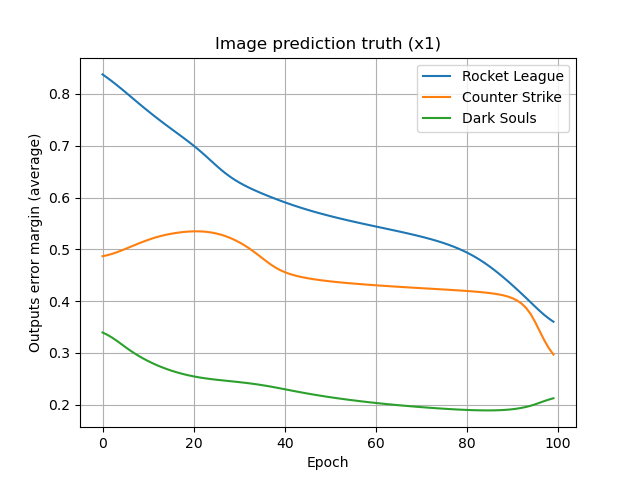 Image prediction truth (x1)
Rocket League
Counter Strike
Dark Souls
Outputs error margin (average)
0.8
0.7
0.6
0.5
0.4
0.3
0.2
0 20 40 60 80 100
Epoch